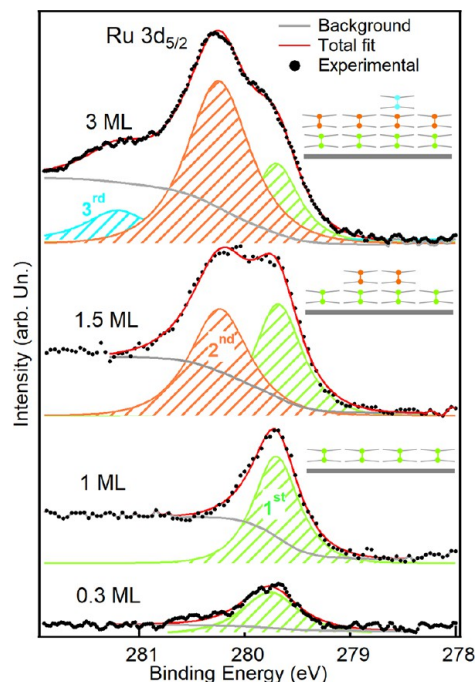 Ru 3d5/2
Background
Total fit
Experimental
3 ML
3rd
1.5 ML
2nd
1 ML
1st
0.3 ML
Intensity (arb. Un.)
281 280 279 278
Binding Energy (eV)